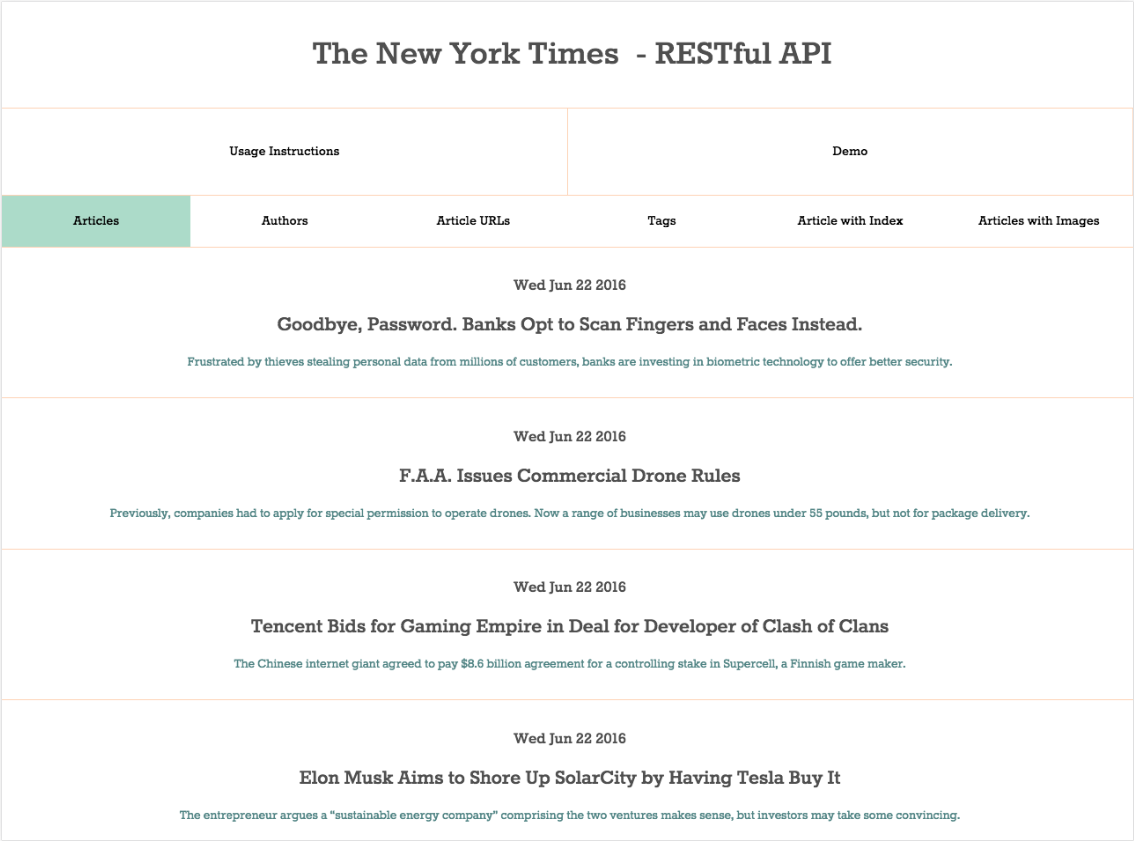 The New York Times - RESTful API
Usage Instructions
Demo
Articles
Authors
Article URLs
Tags
Article with Index
Articles with Images
Wed Jun 22 2016
Goodbye, Password. Banks Opt to Scan Fingers and Faces Instead.
Frustrated by thieves stealing personal data from millions of customers, banks are investing in biometric technology to offer better security.
Wed Jun 22 2016
F.A.A. Issues Commercial Drone Rules
Previously, companies had to apply for special permission to operate drones. Now a range of businesses may use drones under 55 pounds, but not for package delivery.
Wed Jun 22 2016
Tencent Bids for Gaming Empire in Deal for Developer of Clash of Clans
The Chinese internet giant agreed to pay $8.6 billion agreement for a controlling stake in Supercell, a Finnish game maker.
Wed Jun 22 2016
Elon Musk Aims to Shore Up SolarCity by Having Tesla Buy It
The entrepreneur argues a "sustainable energy company" comprising the two ventures makes sense, but investors may take some convincing.